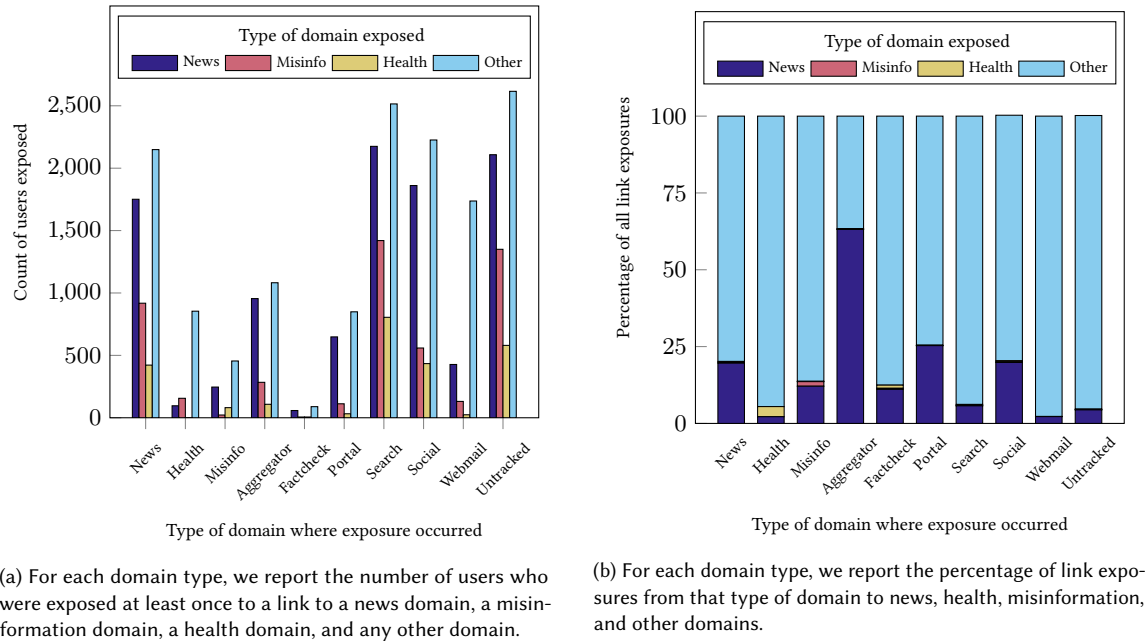 Type of domain exposed
News Misinfo Health Other
Count of users exposed
2,500
2,000
1,500
1,000
500
0
News
Health
Misinfo
Aggregator
Factcheck
Portal
Search
Social
Webmail
Untracked
Type of domain where exposure occurred
(a) For each domain type, we report the number of users who
were exposed at least once to a link to a news domain, a misin-
formation domain, a health domain, and any other domain.
Type of domain exposed
News Misinfo Health Other
Percentage of all link exposures
100
75
50
25
0
News
Health
Misinfo
Aggregator
Factcheck
Portal
Search
Social
Webmail
Untracked
Type of domain where exposure occurred
(b) For each domain type, we report the percentage of link expo-
sures from that type of domain to news, health, misinformation,
and other domains.